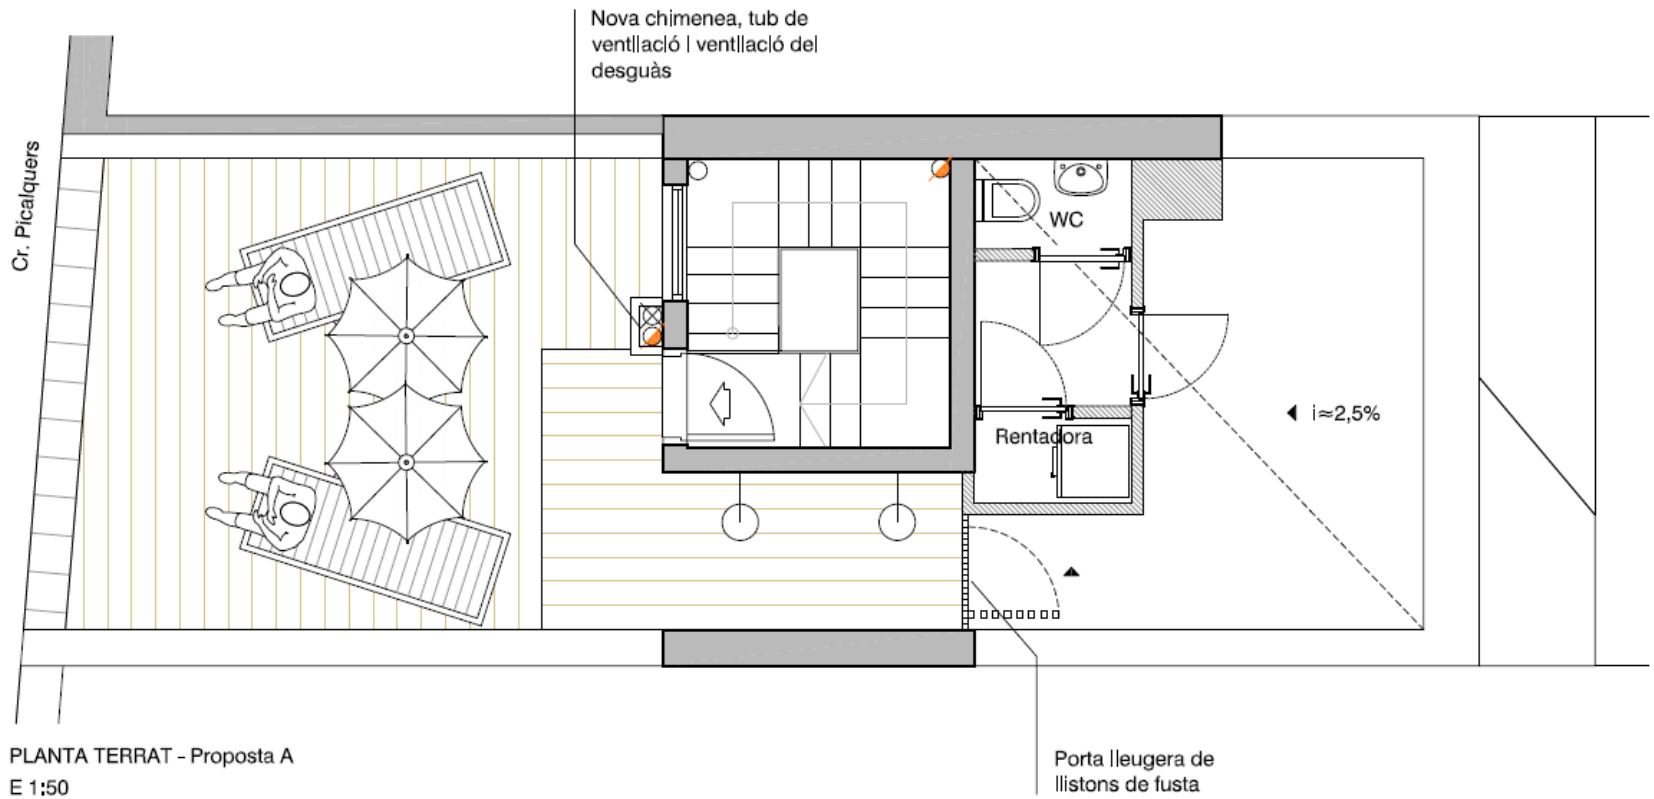 Nova chimenea, tub de
ventilació i ventilació del
desguàs
Cr. Picalquers
WC
i≈2,5%
Rentadora
PLANTA TERRAT - Proposta A
E 1:50
Porta lleugera de
llistons de fusta